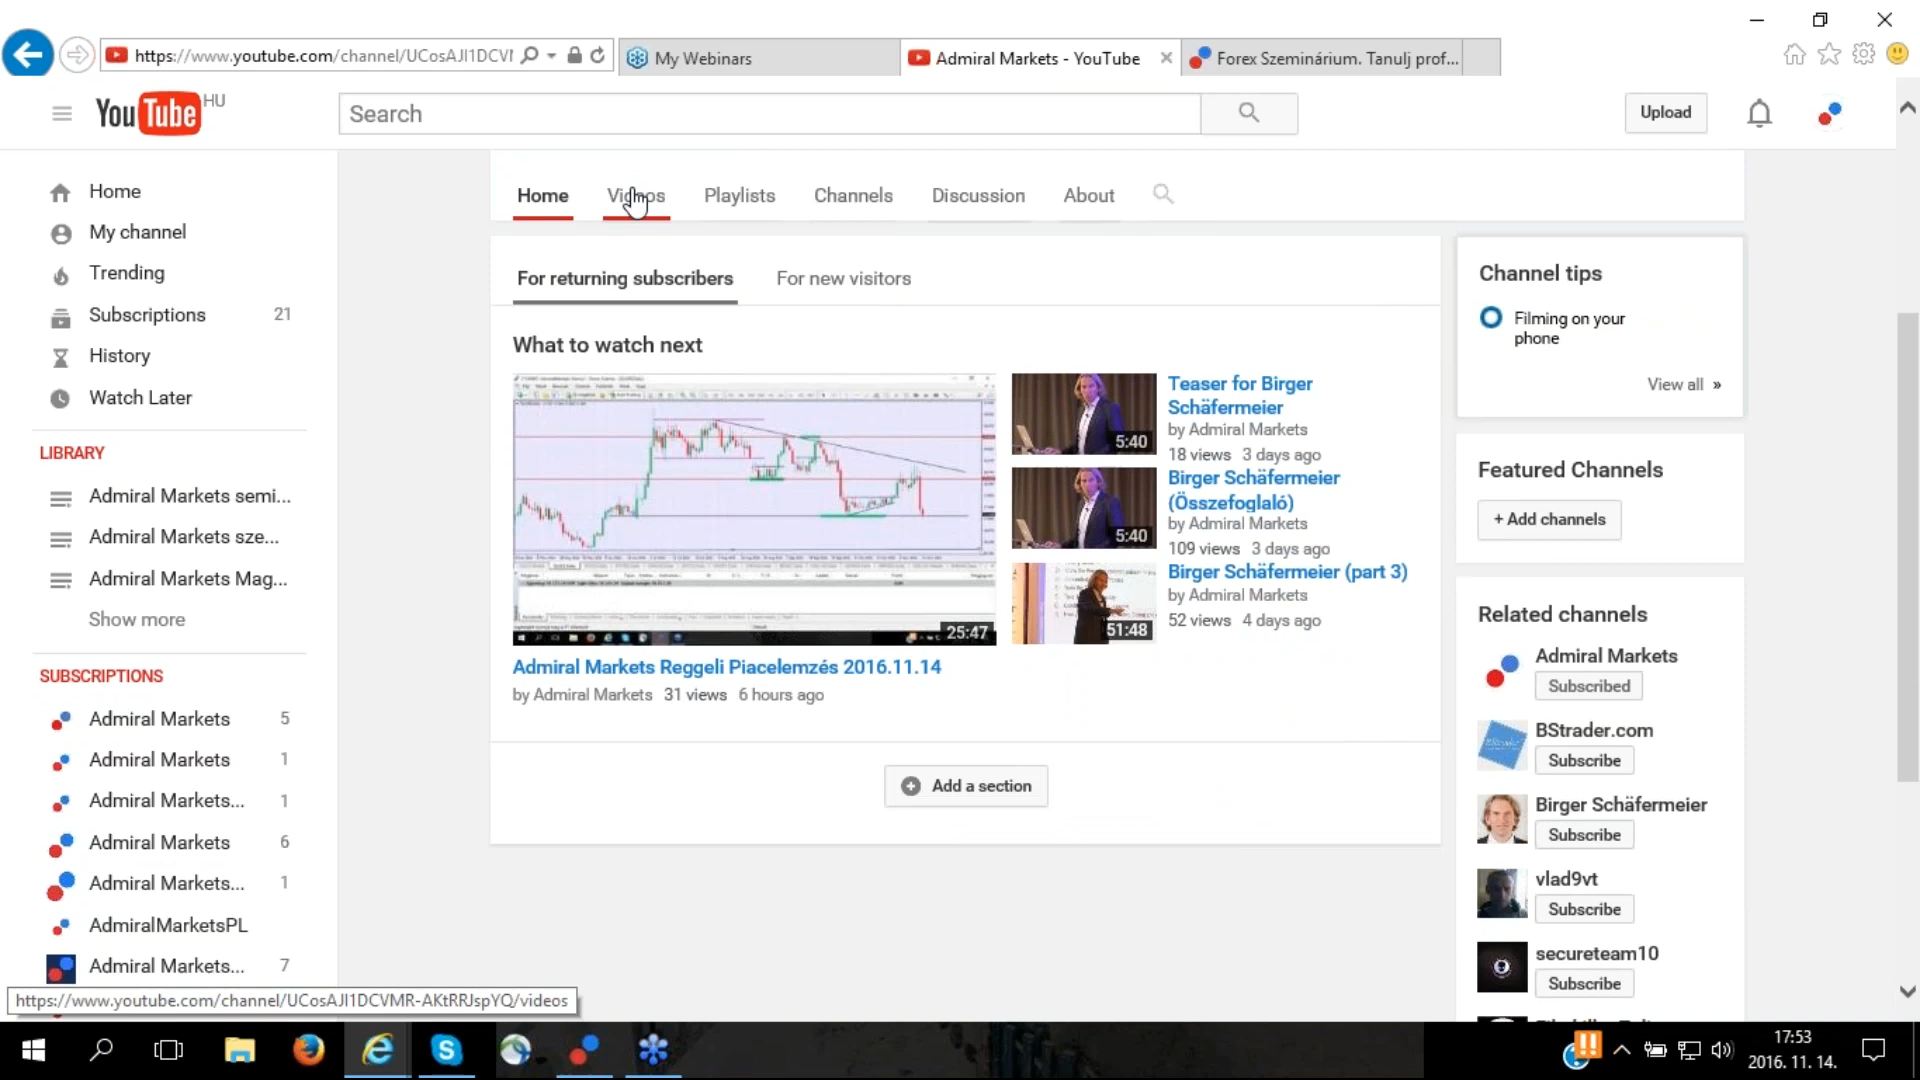 https://www.youtube.com/channel/UCosAJI1DCVI
My Webinars
Admiral Markets - YouTube
Forex Szeminárium. Tanulj prof...
YouTube HU
Search
Upload
Home
My channel
Trending
Subscriptions 21
History
Watch Later
LIBRARY
Admiral Markets semi...
Admiral Markets sze...
Admiral Markets Mag...
Show more
SUBSCRIPTIONS
Admiral Markets 5
Admiral Markets 1
Admiral Markets... 1
Admiral Markets 6
Admiral Markets... 1
AdmiralMarketsPL
Admiral Markets... 7
https://www.youtube.com/channel/UCosAJI1DCVMR-AKtRRJspYQ/videos
Home Videos Playlists Channels Discussion About
For returning subscribers For new visitors
What to watch next
25:47
Admiral Markets Reggeli Piacelemzés 2016.11.14
by Admiral Markets 31 views 6 hours ago
5:40
Teaser for Birger
Schäfermeier
by Admiral Markets
18 views 3 days ago
5:40
Birger Schäfermeier
(Összefoglaló)
by Admiral Markets
109 views 3 days ago
51:48
Birger Schäfermeier (part 3)
by Admiral Markets
52 views 4 days ago
Add a section
Channel tips
Filming on your
phone
View all »
Featured Channels
+ Add channels
Related channels
Admiral Markets
Subscribed
BStrader.com
Subscribe
Birger Schäfermeier
Subscribe
vlad9vt
Subscribe
secureteam10
Subscribe
17:53
2016. 11. 14.